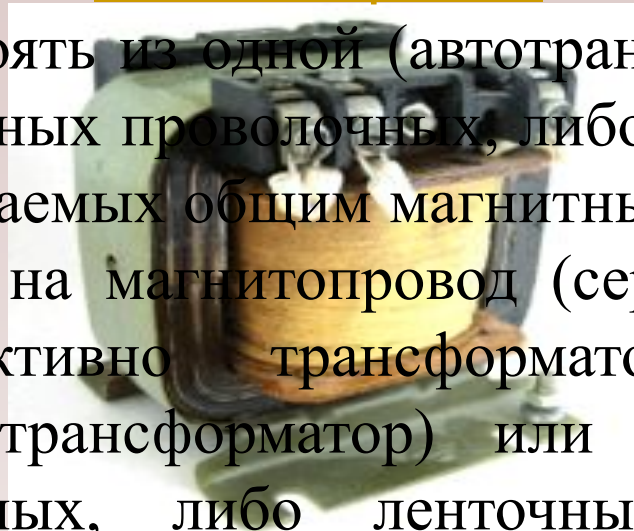 оять из одной (автотран
ных проволочных, либо
аемых общим магнитны
на магнитопровод (сер
ктивно трансформато
трансформатор) или
ных, либо ленточны